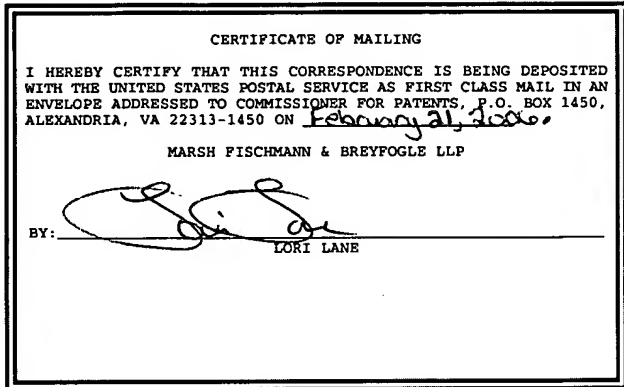 CERTIFICATE OF MAILING
I HEREBY CERTIFY THAT THIS CORRESPONDENCE IS BEING DEPOSITED
WITH THE UNITED STATES POSTAL SERVICE AS FIRST CLASS MAIL IN AN
ENVELOPE ADDRESSED TO COMMISSIONER FOR PATENTS, P.O. BOX 1450,
ALEXANDRIA, VA 22313-1450 ON February 21, 2006.
MARSH FISCHMANN & BREYFOGLE LLP
BY: Lori Lane
LORI LANE